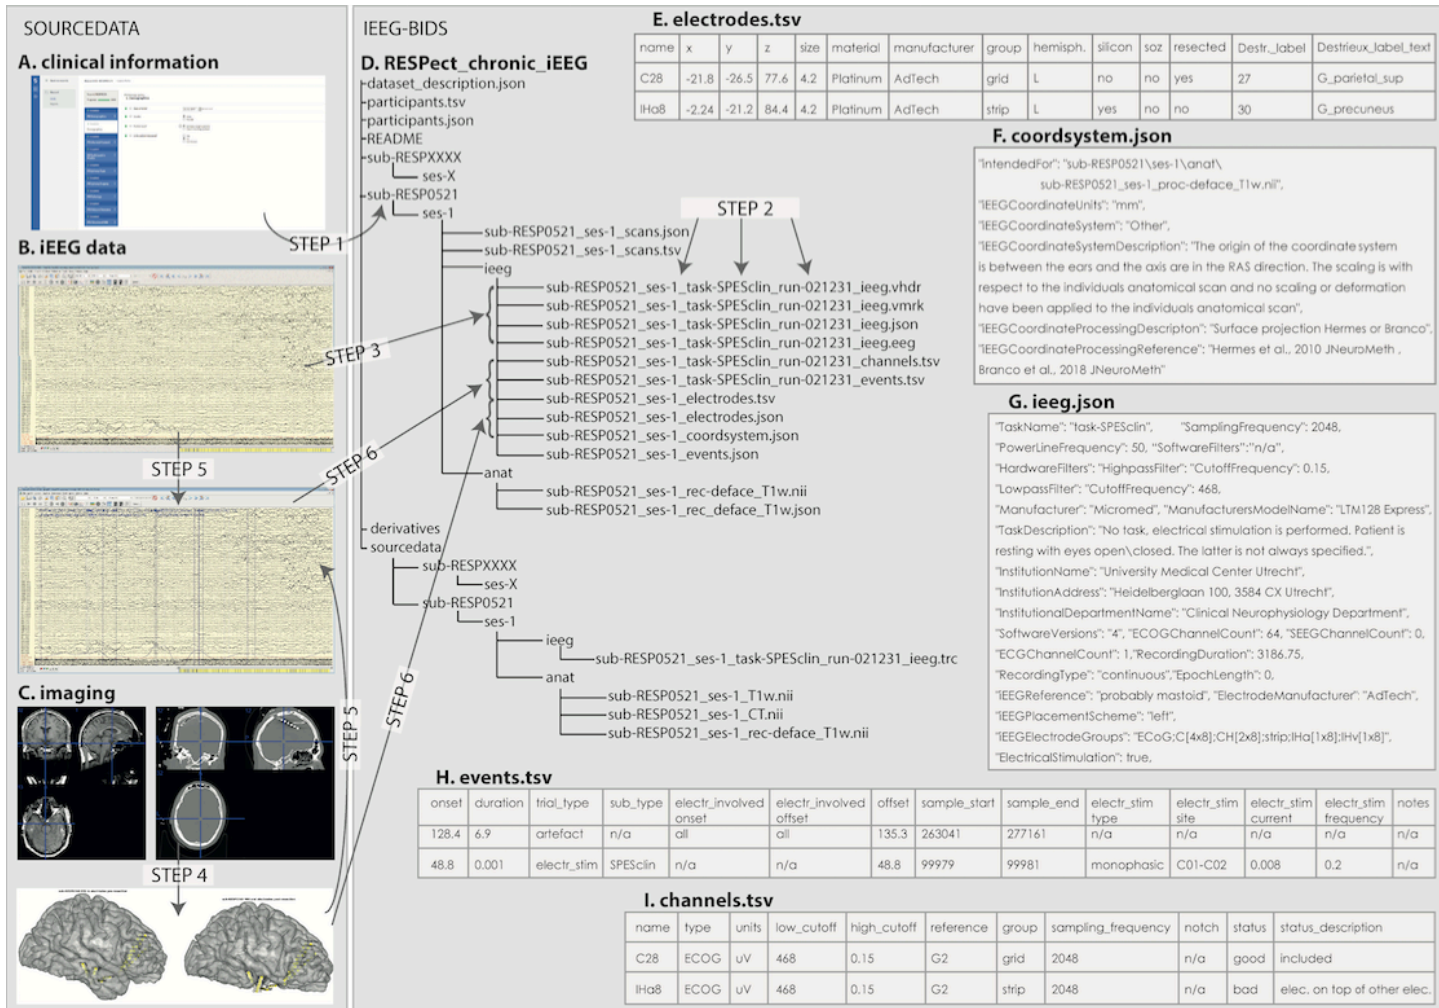 SOURCEDATA
A. clinical information
STEP 1
B. iEEG data
STEP 3
STEP 5
STEP 6
C. imaging
STEP 5
STEP 6
STEP 4
IEEG-BIDS
D. RESPect_chronic_iEEG
dataset_description.json
participants.tsv
participants.json
README
sub-RESPXXXX
ses-X
sub-RESP0521
ses-1
STEP 2
sub-RESP0521_ses-1_scans.json
sub-RESP0521_ses-1_scans.tsv
ieeg
sub-RESP0521_ses-1_task-SPESclin_run-021231_ieeg.vhdr
sub-RESP0521_ses-1_task-SPESclin_run-021231_ieeg.vmrk
sub-RESP0521_ses-1_task-SPESclin_run-021231_ieeg.json
sub-RESP0521_ses-1_task-SPESclin_run-021231_ieeg.eeg
sub-RESP0521_ses-1_task-SPESclin_run-021231_channels.tsv
sub-RESP0521_ses-1_task-SPESclin_run-021231_events.tsv
sub-RESP0521_ses-1_electrodes.tsv
sub-RESP0521_ses-1_electrodes.json
sub-RESP0521_ses-1_coordsystem.json
sub-RESP0521_ses-1_events.json
anat
sub-RESP0521_ses-1_rec-deface_T1w.nii
sub-RESP0521_ses-1_rec_deface_T1w.json
derivatives
sourcedata
sub-RESPXXXX
ses-X
sub-RESP0521
ses-1
ieeg
sub-RESP0521_ses-1_task-SPESclin_run-021231_ieeg.trc
anat
sub-RESP0521_ses-1_T1w.nii
sub-RESP0521_ses-1_CT.nii
sub-RESP0521_ses-1_rec-deface_T1w.nii
E. electrodes.tsv
name x y z size material manufacturer group hemisph. silicon soz resected Destr._label Destrieux_label_text
C28 -21.8 -26.5 77.6 4.2 Platinum AdTech grid L no no yes 27 G_parietal_sup
IHa8 -2.24 -21.2 84.4 4.2 Platinum AdTech strip L yes no no 30 G_precuneus
F. coordsystem.json
"IntendedFor": "sub-RESP0521\ses-1\anat\
sub-RESP0521_ses-1_proc-deface_T1w.nii",
"iEEGCoordinateUnits": "mm",
"iEEGCoordinateSystem": "Other",
"iEEGCoordinateSystemDescription": "The origin of the coordinate system
is between the ears and the axis are in the RAS direction. The scaling is with
respect to the individuals anatomical scan and no scaling or deformation
have been applied to the individuals anatomical scan",
"iEEGCoordinateProcessingDescripton": "Surface projection Hermes or Branco",
"iEEGCoordinateProcessingReference": "Hermes et al., 2010 JNeuroMeth ,
Branco et al., 2018 JNeuroMeth"
G. ieeg.json
"TaskName": "task-SPESclin", "SamplingFrequency": 2048,
"PowerLineFrequency": 50, "SoftwareFilters":"n/a",
"HardwareFilters": "HighpassFilter": "CutoffFrequency": 0.15,
"LowpassFilter": "CutoffFrequency": 468,
"Manufacturer": "Micromed", "ManufacturersModelName": "LTM128 Express",
"TaskDescription": "No task, electrical stimulation is performed. Patient is
resting with eyes open\closed. The latter is not always specified.",
"InstitutionName": "University Medical Center Utrecht",
"InstitutionAddress": "Heidelberglaan 100, 3584 CX Utrecht",
"InstitutionalDepartmentName": "Clinical Neurophysiology Department",
"SoftwareVersions": "4", "ECOGChannelCount": 64, "SEEGChannelCount": 0,
"ECGChannelCount": 1,"RecordingDuration": 3186.75,
"RecordingType": "continuous","EpochLength": 0,
"iEEGReference": "probably mastoid", "ElectrodeManufacturer": "AdTech",
"iEEGPlacementScheme": "left",
"iEEGElectrodeGroups": "ECoG;C[4x8];CH[2x8];strip;IHa[1x8];IHv[1x8]",
"ElectricalStimulation": true,
H. events.tsv
onset duration trial_type sub_type electr_involved onset electr_involved offset offset sample_start sample_end electr_stim type electr_stim site electr_stim current electr_stim frequency notes
128.4 6.9 artefact n/a all all 135.3 263041 277161 n/a n/a n/a n/a n/a
48.8 0.001 electr_stim SPESclin n/a n/a 48.8 99979 99981 monophasic C01-C02 0.008 0.2 n/a
I. channels.tsv
name type units low_cutoff high_cutoff reference group sampling_frequency notch status status_description
C28 ECOG uV 468 0.15 G2 grid 2048 n/a good included
IHa8 ECOG uV 468 0.15 G2 strip 2048 n/a bad elec. on top of other elec.